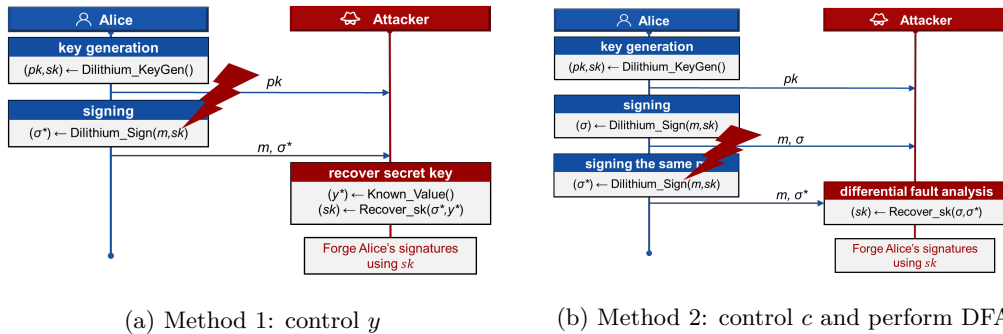 Alice
Attacker
key generation
(pk,sk) ← Dilithium_KeyGen()
pk
signing
(σ*) ← Dilithium_Sign(m,sk)
m, σ*
recover secret key
(y*) ← Known_Value()
(sk) ← Recover_sk(σ*,y*)
Forge Alice's signatures
using sk
(a) Method 1: control y
Alice
Attacker
key generation
(pk,sk) ← Dilithium_KeyGen()
pk
signing
(σ) ← Dilithium_Sign(m,sk)
m, σ
signing the same m
(σ*) ← Dilithium_Sign(m,sk)
m, σ*
differential fault analysis
(sk) ← Recover_sk(σ,σ*)
Forge Alice's signatures
using sk
(b) Method 2: control c and perform DFA